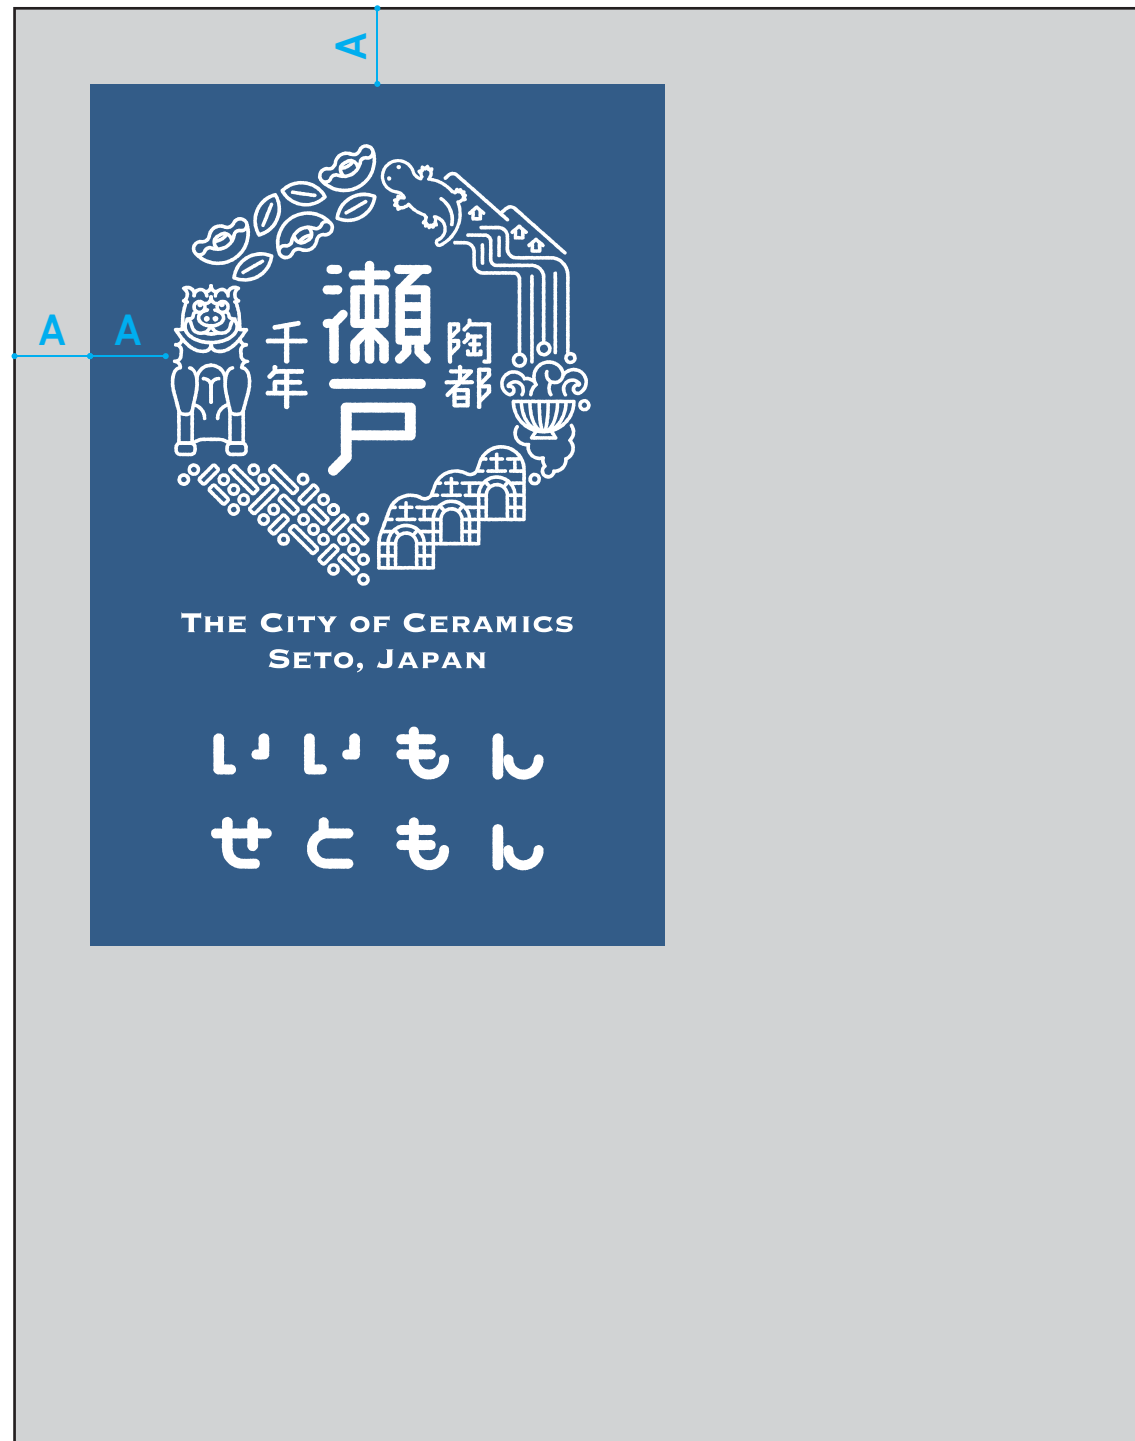 A
A A
千年
瀬戸
陶都
THE CITY OF CERAMICS
SETO, JAPAN
いいもん
せともん